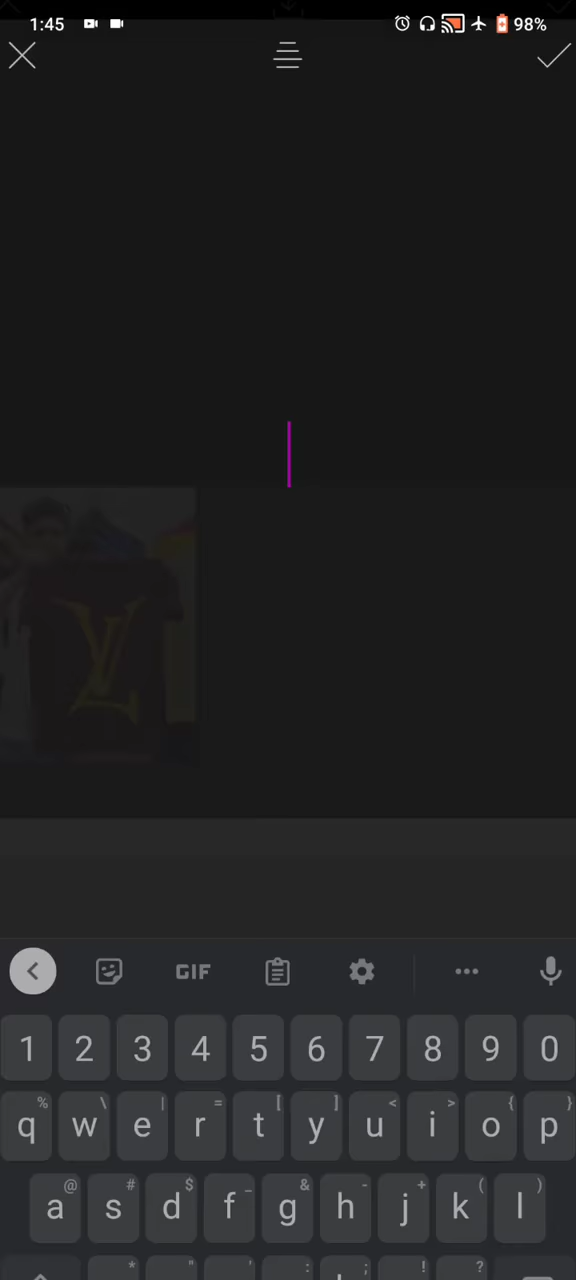 1:45 98%
GIF
1 2 3 4 5 6 7 8 9 0
% \ | = [ ] < > { }
q w e r t y u i o p
@ # $ _ & - + ( )
a s d f g h j k l
* " ' : ; ! ?